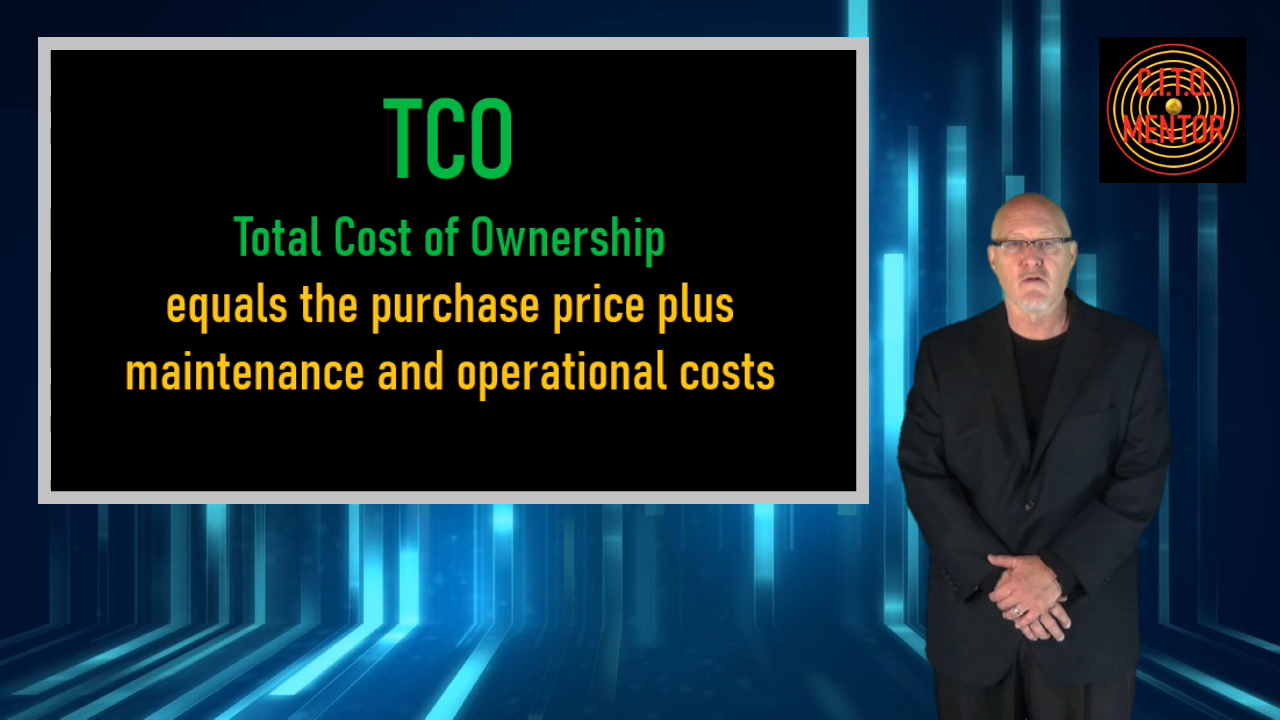 TCO
Total Cost of Ownership
equals the purchase price plus
maintenance and operational costs
C.I.T.O.
MENTOR